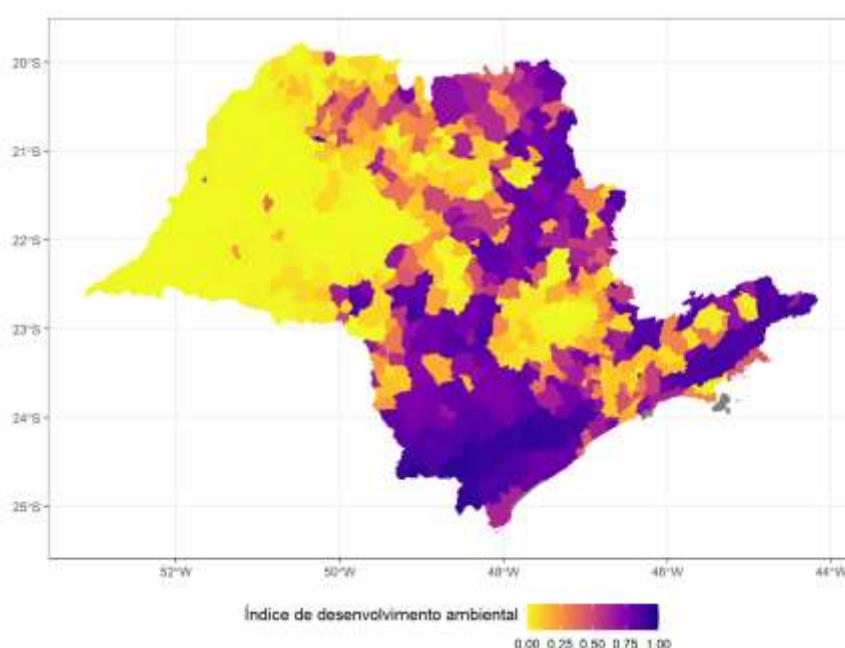 20°S
21°S
22°S
23°S
24°S
25°S
52°W
50°W
48°W
46°W
44°W
Índice de desenvolvimento ambiental
0.00 0.25 0.50 0.75 1.00